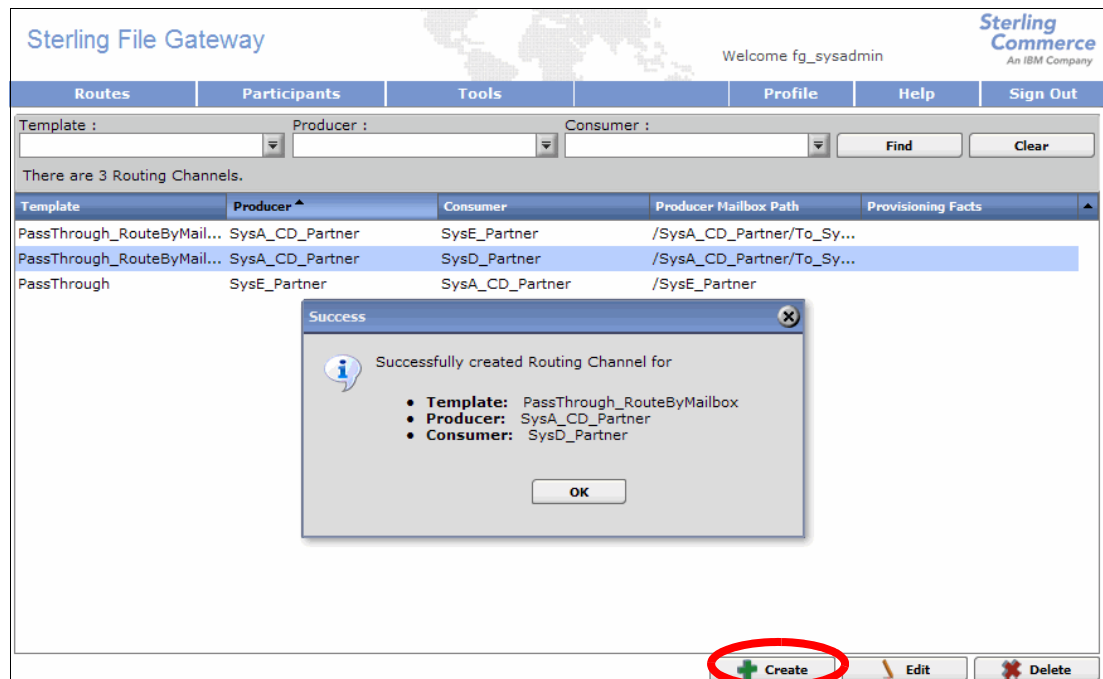 Sterling File Gateway
Welcome fg_sysadmin
Sterling
Commerce
An IBM Company
Routes Participants Tools Profile Help Sign Out
Template : Producer : Consumer :
Find Clear
There are 3 Routing Channels.
Template Producer Consumer Producer Mailbox Path Provisioning Facts
PassThrough_RouteByMail... SysA_CD_Partner SysE_Partner /SysA_CD_Partner/To_Sy...
PassThrough_RouteByMail... SysA_CD_Partner SysD_Partner /SysA_CD_Partner/To_Sy...
PassThrough SysE_Partner SysA_CD_Partner /SysE_Partner
Success
Successfully created Routing Channel for
• Template: PassThrough_RouteByMailbox
• Producer: SysA_CD_Partner
• Consumer: SysD_Partner
OK
Create Edit Delete